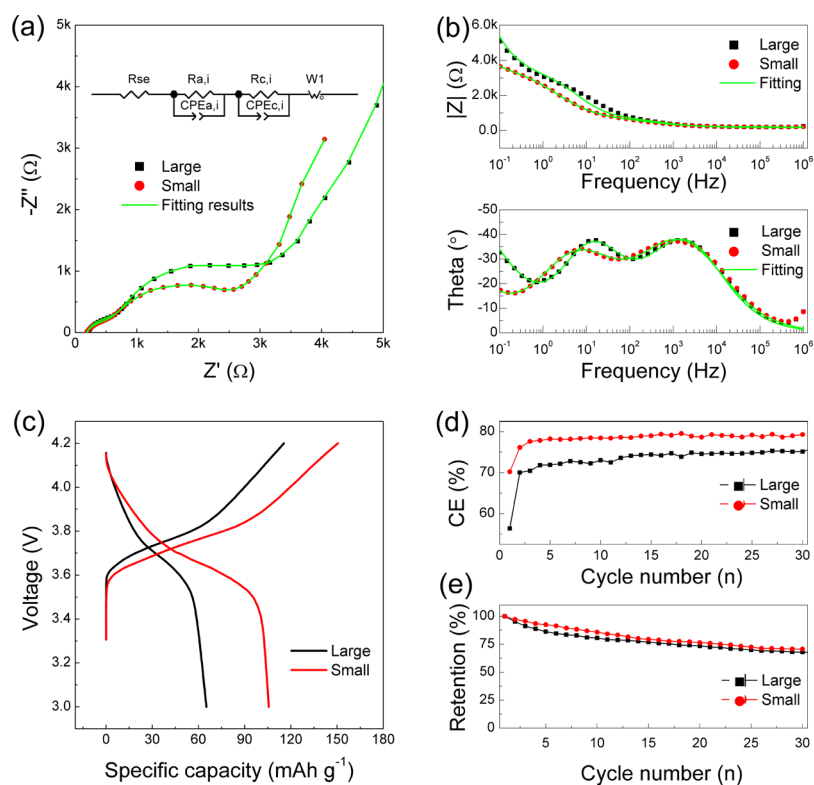 (a)
5k
4k
3k
2k
1k
0
-Z'' (Ω)
Rse
Ra,i
Rc,i
W1
CPEa,i
CPEc,i
Large
Small
Fitting results
0
1k
2k
3k
4k
5k
Z' (Ω)
(b)
6.0k
4.0k
2.0k
0.0
|Z| (Ω)
Large
Small
Fitting
10⁻¹ 10⁰ 10¹ 10² 10³ 10⁴ 10⁵ 10⁶
Frequency (Hz)
-50
-40
-30
-20
-10
0
Theta (°)
Large
Small
Fitting
10⁻¹ 10⁰ 10¹ 10² 10³ 10⁴ 10⁵ 10⁶
Frequency (Hz)
(c)
4.2
4.0
3.8
3.6
3.4
3.2
3.0
Voltage (V)
Large
Small
0 30 60 90 120 150 180
Specific capacity (mAh g⁻¹)
(d)
80
70
60
CE (%)
Large
Small
5 10 15 20 25 30
Cycle number (n)
(e)
100
75
50
25
0
Retention (%)
Large
Small
5 10 15 20 25 30
Cycle number (n)